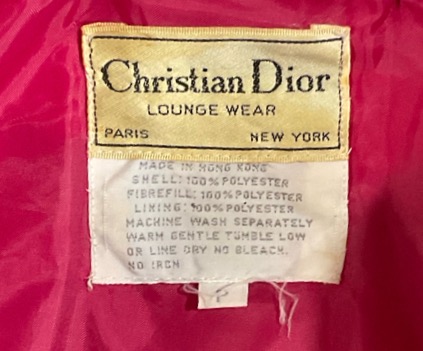 Christian Dior
LOUNGE WEAR
PARIS NEW YORK
MADE IN HONG KONG
SHELL: 100% POLYESTER
FIBREFILL: 100% POLYESTER
LINING: 100% POLYESTER
MACHINE WASH SEPARATELY
WARM GENTLE TUMBLE LOW
OR LINE DRY NO BLEACH.
NO IRON